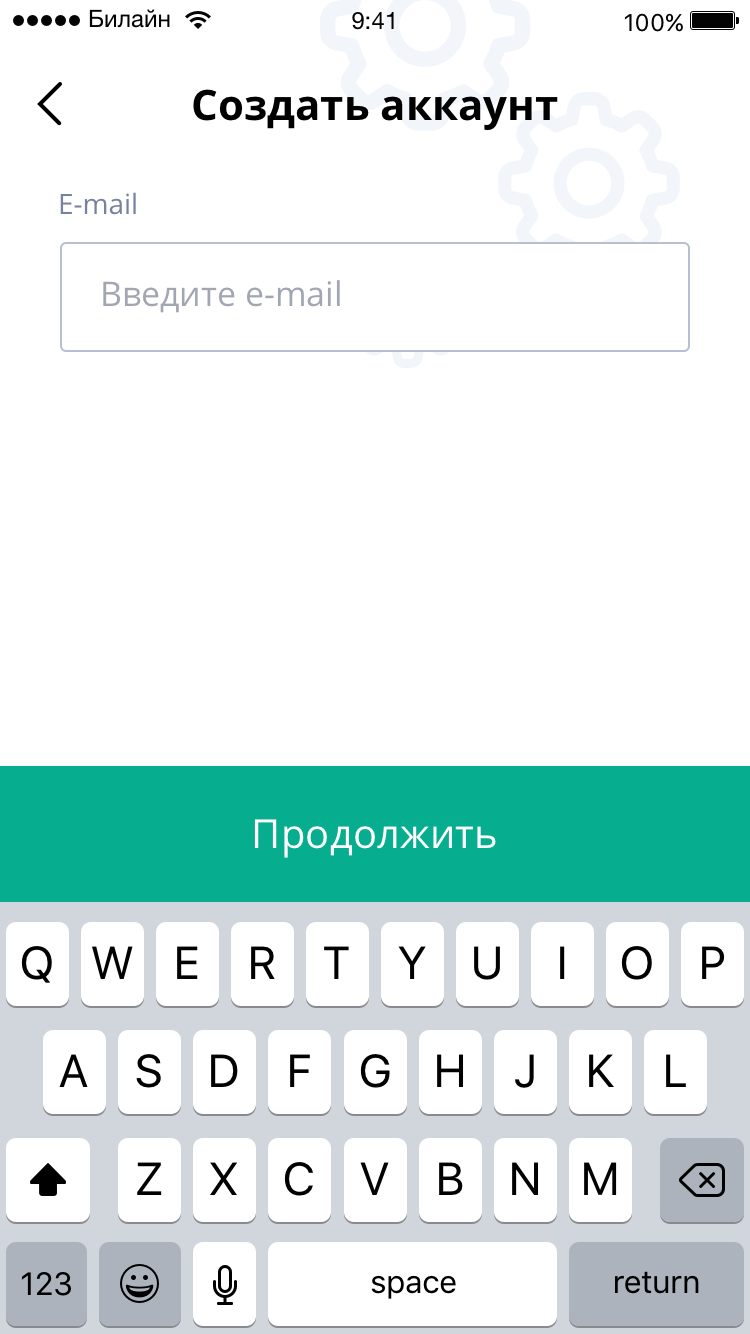 Билайн 9:41 100%
Создать аккаунт
E-mail
Введите e-mail
Продолжить
Q W E R T Y U I O P
A S D F G H J K L
Z X C V B N M
123 space return